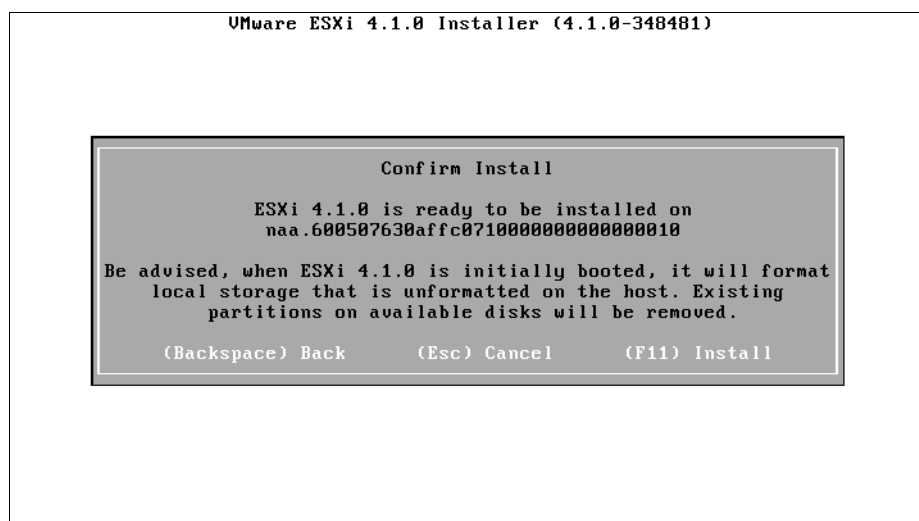 VMware ESXi 4.1.0 Installer (4.1.0-348481)
Confirm Install
ESXi 4.1.0 is ready to be installed on
naa.600507630affc0710000000000000010
Be advised, when ESXi 4.1.0 is initially booted, it will format
local storage that is unformatted on the host. Existing
partitions on available disks will be removed.
(Backspace) Back (Esc) Cancel (F11) Install